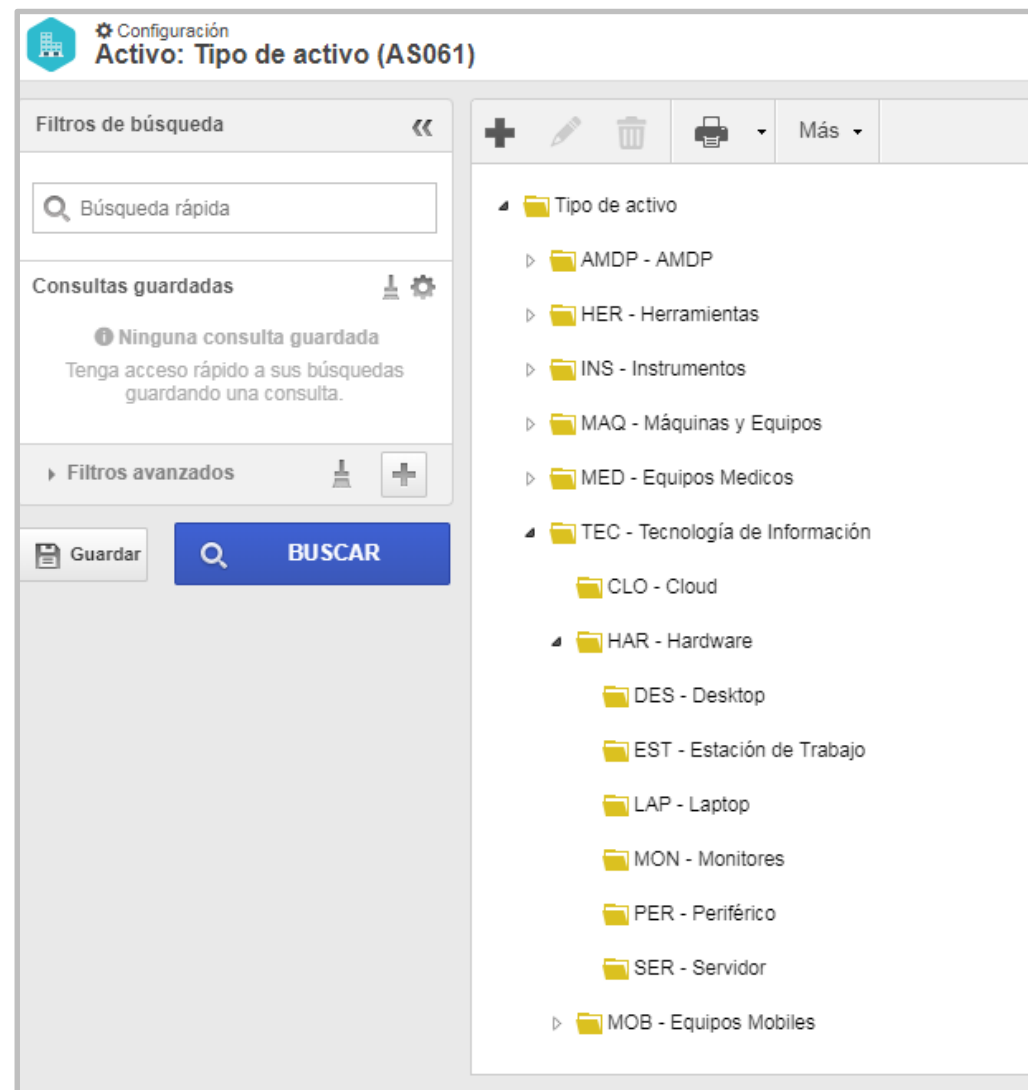 Configuración
Activo: Tipo de activo (AS061)
Filtros de búsqueda
Búsqueda rápida
Consultas guardadas
Ninguna consulta guardada
Tenga acceso rápido a sus búsquedas
guardando una consulta.
Filtros avanzados
Guardar
BUSCAR
Más
Tipo de activo
AMDP - AMDP
HER - Herramientas
INS - Instrumentos
MAQ - Máquinas y Equipos
MED - Equipos Medicos
TEC - Tecnología de Información
CLO - Cloud
HAR - Hardware
DES - Desktop
EST - Estación de Trabajo
LAP - Laptop
MON - Monitores
PER - Periférico
SER - Servidor
MOB - Equipos Mobiles